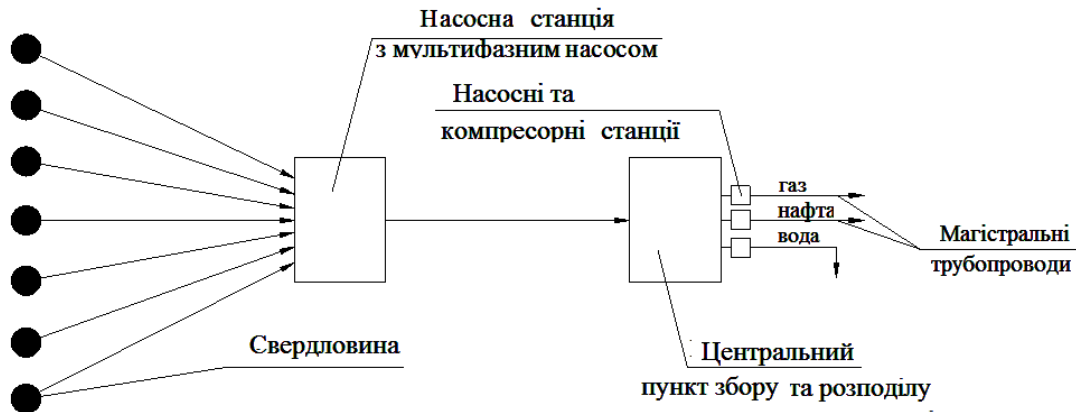 Насосна станція
з мультифазним насосом
Насосні та
компресорні станції
газ
нафта
вода
Магістральні
трубопроводи
Свердловина
Центральний
пункт збору та розподілу